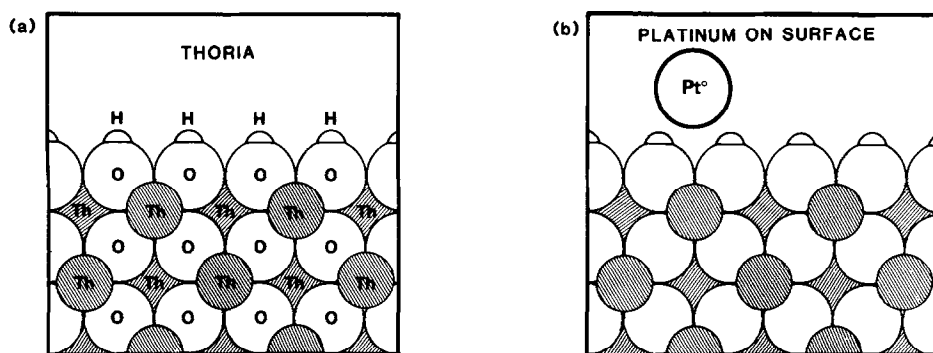 (a)
THORIA
H H H H
O O O O
Th Th Th Th Th
O O O O
Th Th Th Th Th
O O O O
(b)
PLATINUM ON SURFACE
Pt°